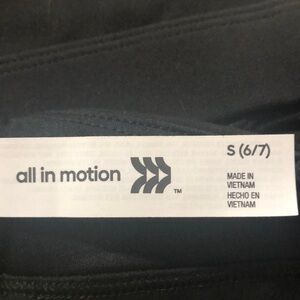 all in motion TM
S (6/7)
MADE IN
VIETNAM
HECHO EN
VIETNAM